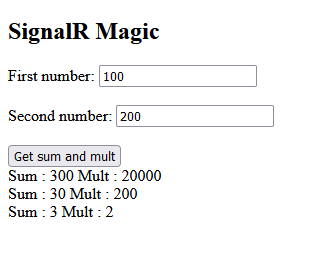 SignalR Magic
First number: 100
Second number: 200
Get sum and mult
Sum : 300 Mult : 20000
Sum : 30 Mult : 200
Sum : 3 Mult : 2